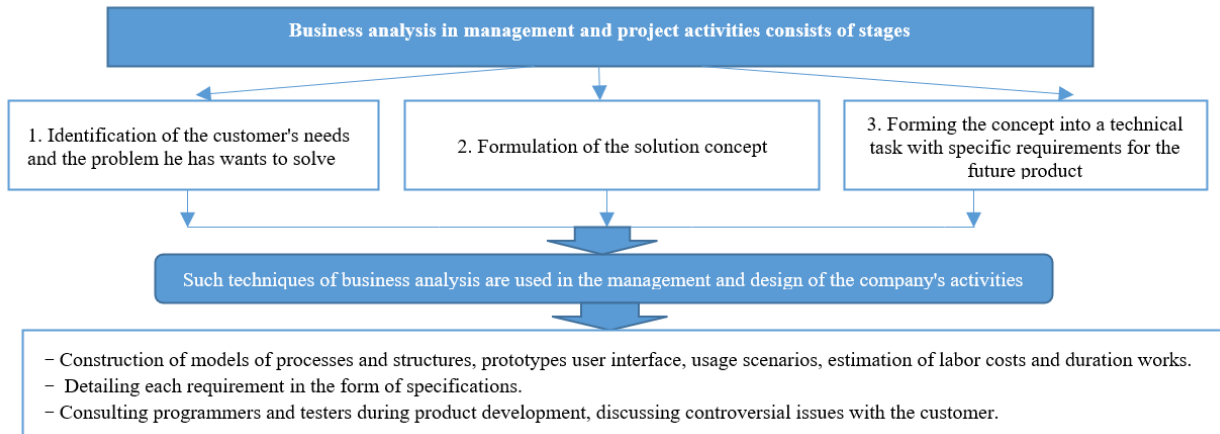 Business analysis in management and project activities consists of stages
1. Identification of the customer's needs
and the problem he has wants to solve
2. Formulation of the solution concept
3. Forming the concept into a technical
task with specific requirements for the
future product
Such techniques of business analysis are used in the management and design of the company's activities
− Construction of models of processes and structures, prototypes user interface, usage scenarios, estimation of labor costs and duration works.
− Detailing each requirement in the form of specifications.
− Consulting programmers and testers during product development, discussing controversial issues with the customer.